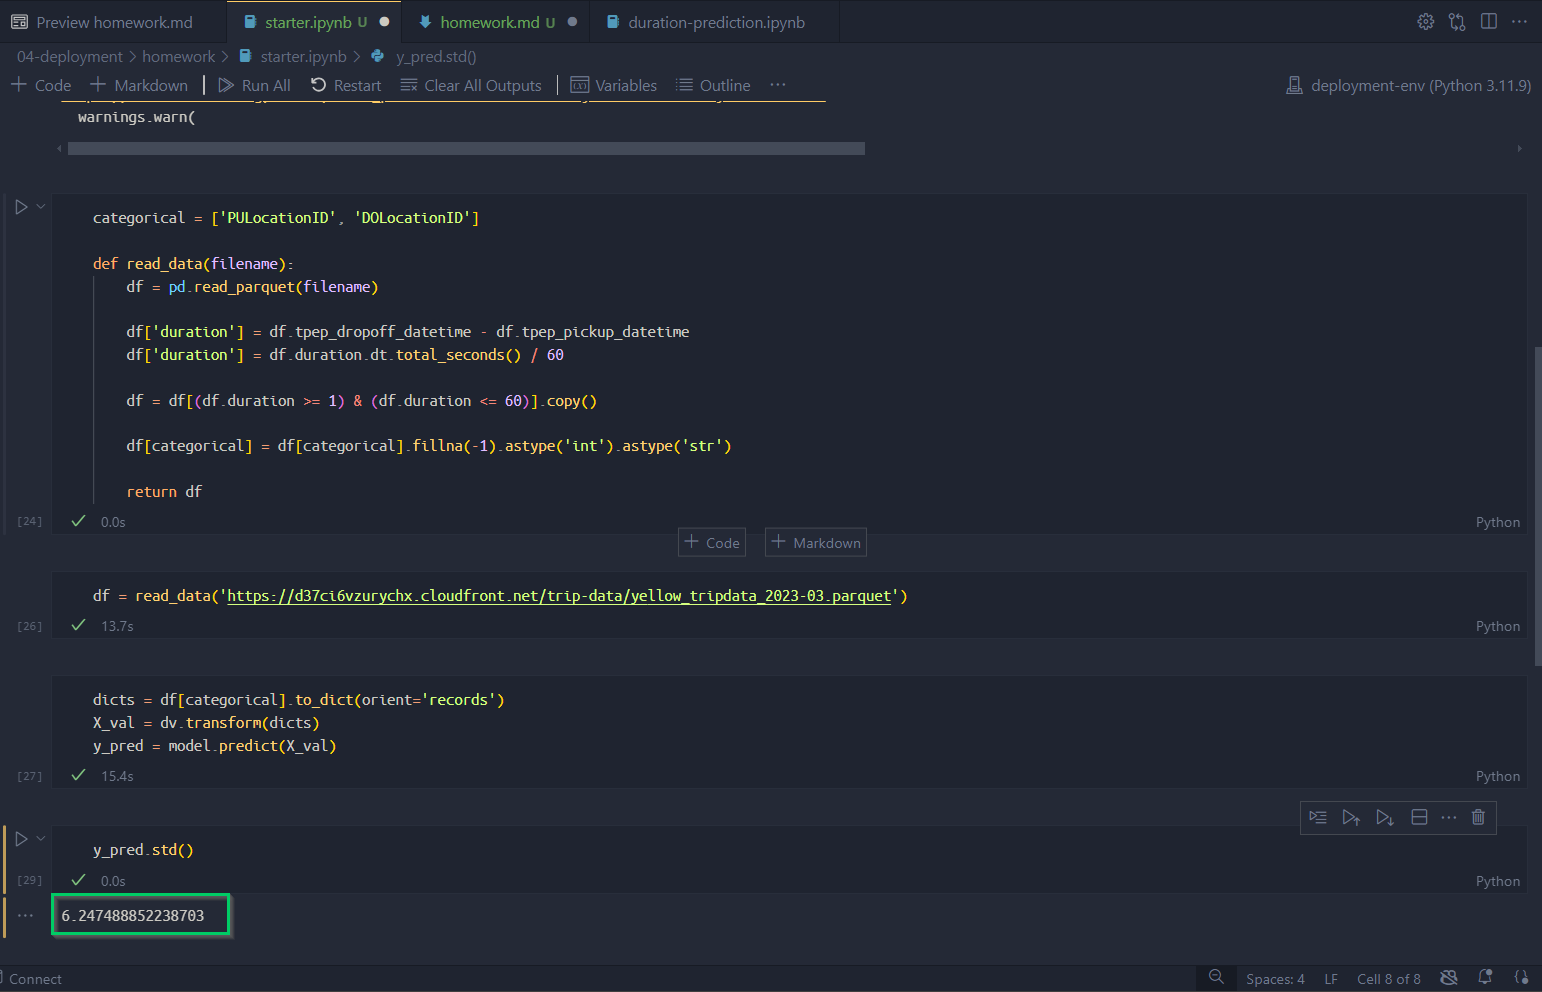 Preview homework.md
starter.ipynb U
homework.md U
duration-prediction.ipynb
04-deployment > homework > starter.ipynb > y_pred.std()
+ Code + Markdown | Run All Restart Clear All Outputs | Variables Outline ... deployment-env (Python 3.11.9)
warnings.warn(
categorical = ['PULocationID', 'DOLocationID']
def read_data(filename):
df = pd.read_parquet(filename)
df['duration'] = df.tpep_dropoff_datetime - df.tpep_pickup_datetime
df['duration'] = df.duration.dt.total_seconds() / 60
df = df[(df.duration >= 1) & (df.duration <= 60)].copy()
df[categorical] = df[categorical].fillna(-1).astype('int').astype('str')
return df
[24] 0.0s Python
+ Code + Markdown
df = read_data('https://d37ci6vzurychx.cloudfront.net/trip-data/yellow_tripdata_2023-03.parquet')
[26] 13.7s Python
dicts = df[categorical].to_dict(orient='records')
X_val = dv.transform(dicts)
y_pred = model.predict(X_val)
[27] 15.4s Python
y_pred.std()
[29] 0.0s Python
... 6.247488852238703
Connect Spaces: 4 LF Cell 8 of 8